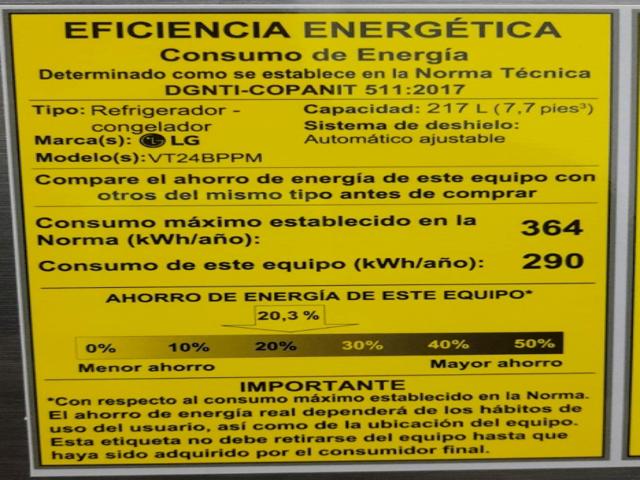 EFICIENCIA ENERGÉTICA
Consumo de Energía
Determinado como se establece en la Norma Técnica
DGNTI-COPANIT 511:2017
Tipo: Refrigerador -
congelador
Marca(s): LG
Modelo(s): VT24BPPM
Capacidad: 217 L (7,7 pies³)
Sistema de deshielo:
Automático ajustable
Compare el ahorro de energía de este equipo con
otros del mismo tipo antes de comprar
Consumo máximo establecido en la
Norma (kWh/año): 364
Consumo de este equipo (kWh/año): 290
AHORRO DE ENERGÍA DE ESTE EQUIPO*
20,3 %
0% 10% 20% 30% 40% 50%
Menor ahorro Mayor ahorro
IMPORTANTE
*Con respecto al consumo máximo establecido en la Norma.
El ahorro de energía real dependerá de los hábitos de
uso del usuario, así como de la ubicación del equipo.
Esta etiqueta no debe retirarse del equipo hasta que
haya sido adquirido por el consumidor final.